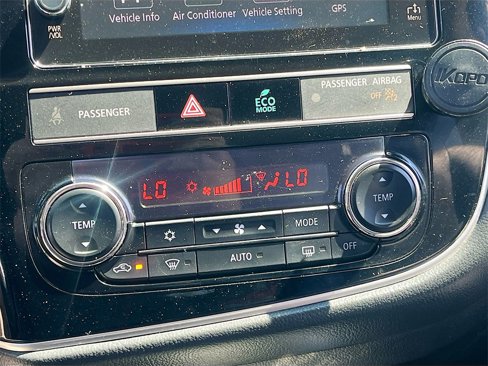 PWR
/VOL
Vehicle Info
Air Conditioner
Vehicle Setting
GPS
Menu
PASSENGER
ECO
MODE
PASSENGER AIRBAG
OFF
LO
LO
TEMP
MODE
TEMP
AUTO
OFF